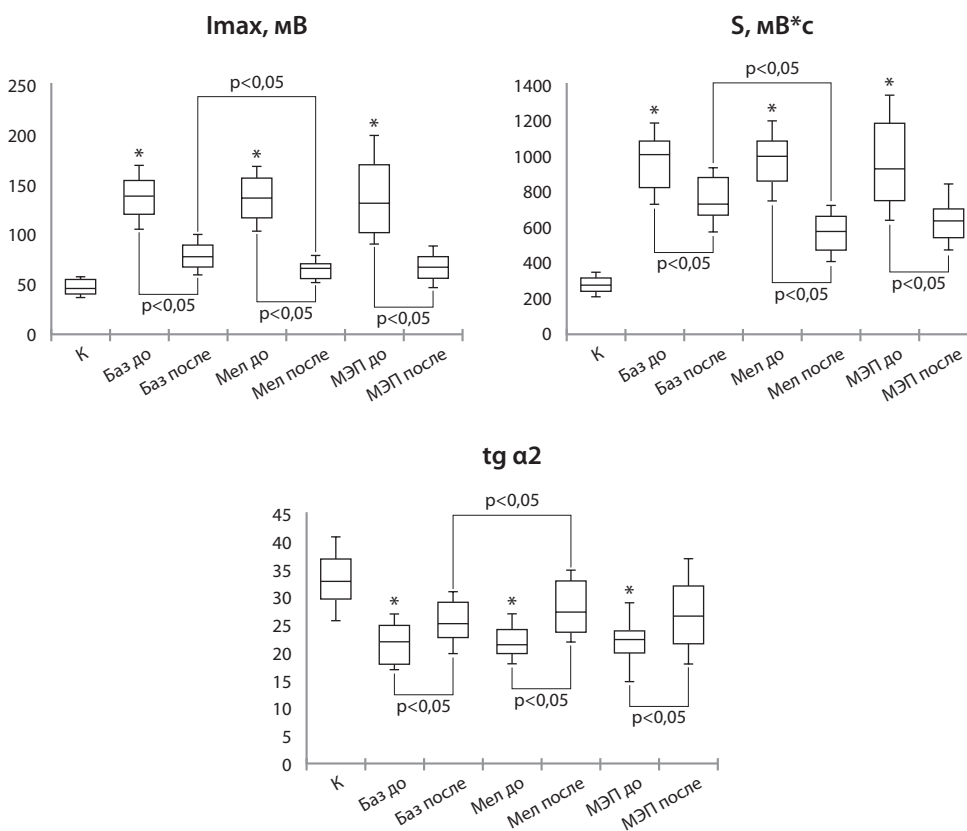 Imax, мВ
250
200
150
100
50
0
p<0,05
*
*
*
p<0,05
p<0,05
p<0,05
К
Баз до
Баз после
Мел до
Мел после
МЭП до
МЭП после
S, мВ*с
1400
1200
1000
800
600
400
200
0
p<0,05
*
*
*
p<0,05
p<0,05
p<0,05
К
Баз до
Баз после
Мел до
Мел после
МЭП до
МЭП после
tg α2
45
40
35
30
25
20
15
10
5
0
p<0,05
*
*
*
p<0,05
p<0,05
p<0,05
К
Баз до
Баз после
Мел до
Мел после
МЭП до
МЭП после